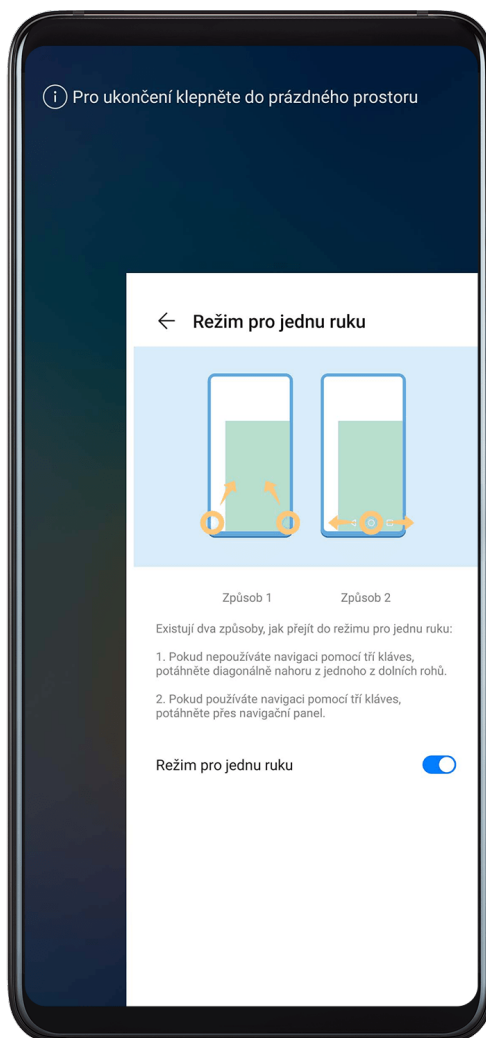 Pro ukončení klepněte do prázdného prostoru
Režim pro jednu ruku
Způsob 1
Způsob 2
Existují dva způsoby, jak přejít do režimu pro jednu ruku:
1. Pokud nepoužíváte navigaci pomocí tří kláves,
potáhněte diagonálně nahoru z jednoho z dolních rohů.
2. Pokud používáte navigaci pomocí tří kláves,
potáhněte přes navigační panel.
Režim pro jednu ruku